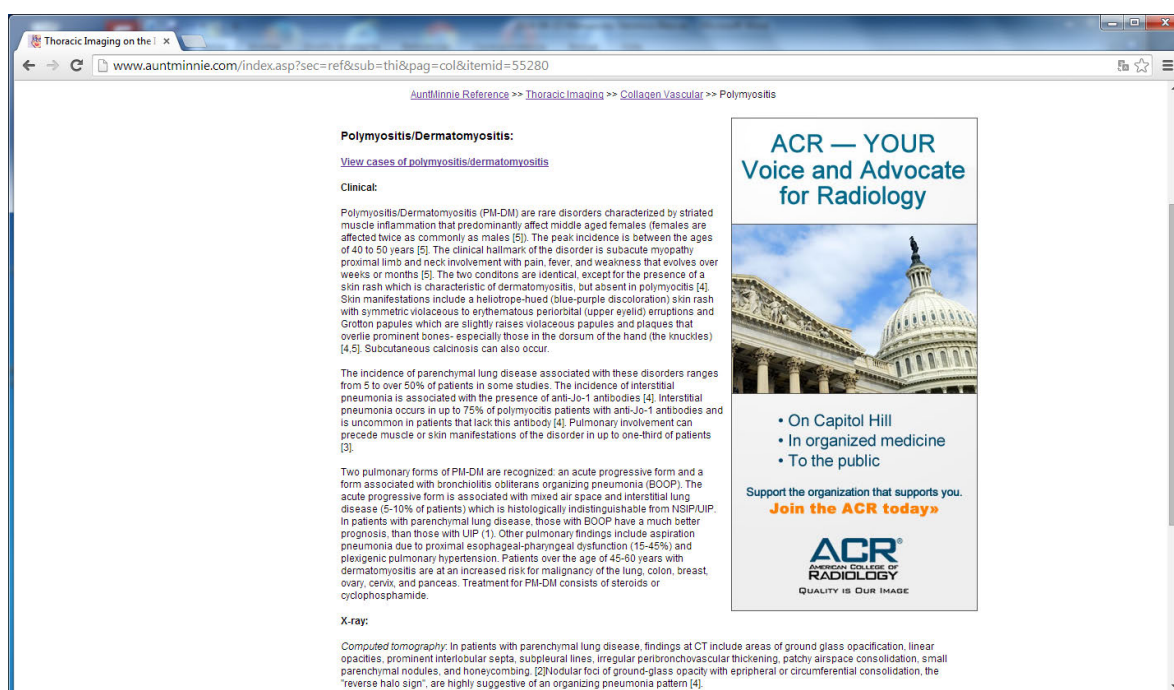 Thoracic Imaging on the I
www.auntminnie.com/index.asp?sec=ref&sub=thi&pag=col&itemid=55280
AuntMinnie Reference >> Thoracic Imaging >> Collagen Vascular >> Polymyositis
Polymyositis/Dermatomyositis:
View cases of polymyositis/dermatomyositis
Clinical:
Polymyositis/Dermatomyositis (PM-DM) are rare disorders characterized by striated
muscle inflammation that predominantly affect middle aged females (females are
affected twice as commonly as males [5]). The peak incidence is between the ages
of 40 to 50 years [5]. The clinical hallmark of the disorder is subacute myopathy
proximal limb and neck involvement with pain, fever, and weakness that evolves over
weeks or months [5]. The two conditons are identical, except for the presence of a
skin rash which is characteristic of dermatomyositis, but absent in polymyocitis [4].
Skin manifestations include a heliotrope-hued (blue-purple discoloration) skin rash
with symmetric violaceous to erythematous periorbital (upper eyelid) erruptions and
Grotton papules which are slightly raises violaceous papules and plaques that
overlie prominent bones- especially those in the dorsum of the hand (the knuckles)
[4,5]. Subcutaneous calcinosis can also occur.
The incidence of parenchymal lung disease associated with these disorders ranges
from 5 to over 50% of patients in some studies. The incidence of interstitial
pneumonia is associated with the presence of anti-Jo-1 antibodies [4]. Interstitial
pneumonia occurs in up to 75% of polymyocitis patients with anti-Jo-1 antibodies and
is uncommon in patients that lack this antibody [4]. Pulmonary involvement can
precede muscle or skin manifestations of the disorder in up to one-third of patients
[3].
Two pulmonary forms of PM-DM are recognized: an acute progressive form and a
form associated with bronchiolitis obliterans organizing pneumonia (BOOP). The
acute progressive form is associated with mixed air space and interstitial lung
disease (5-10% of patients) which is histologically indistinguishable from NSIP/UIP.
In patients with parenchymal lung disease, those with BOOP have a much better
prognosis, than those with UIP (1). Other pulmonary findings include aspiration
pneumonia due to proximal esophageal-pharyngeal dysfunction (15-45%) and
plexigenic pulmonary hypertension. Patients over the age of 45-60 years with
dermatomyositis are at an increased risk for malignancy of the lung, colon, breast,
ovary, cervix, and panceas. Treatment for PM-DM consists of steroids or
cyclophosphamide.
X-ray:
Computed tomography: In patients with parenchymal lung disease, findings at CT include areas of ground glass opacification, linear
opacities, prominent interlobular septa, subpleural lines, irregular peribronchovascular thickening, patchy airspace consolidation, small
parenchymal nodules, and honeycombing. [2]Nodular foci of ground-glass opacity with epripheral or circumferential consolidation, the
"reverse halo sign", are highly suggestive of an organizing pneumonia pattern [4].
ACR — YOUR
Voice and Advocate
for Radiology
• On Capitol Hill
• In organized medicine
• To the public
Support the organization that supports you.
Join the ACR today»
ACR®
AMERICAN COLLEGE OF
RADIOLOGY
QUALITY IS OUR IMAGE